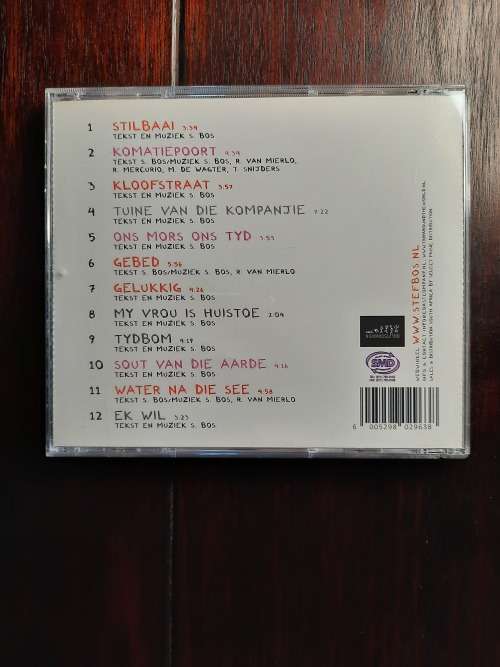 1 STILBAAI 3:39
TEKST EN MUZIEK S. BOS
2 KOMATIEPOORT 4:39
TEKST S. BOS/MUZIEK S. BOS, R. VAN MIERLO,
R. MERCURIO, M. DE WAGTER, T. SNIJDERS
3 KLOOFSTRAAT 3:57
TEKST EN MUZIEK S. BOS
4 TUINE VAN DIE KOMPANJIE 7:22
TEKST EN MUZIEK S. BOS
5 ONS MORS ONS TYD
TEKST EN MUZIEK S. BOS
6 GEBED 5:56
TEKST S. BOS/MUZIEK S. BOS, R. VAN MIERLO
7 GELUKKIG 4:26
TEKST EN MUZIEK S. BOS
8 MY VROU IS HUISTOE 2:04
TEKST EN MUZIEK S. BOS
9 TYDBOM 4:19
TEKST EN MUZIEK S. BOS
10 SOUT VAN DIE AARDE 4:16
TEKST EN MUZIEK S. BOS
11 WATER NA DIE SEE 4:58
TEKST S. BOS/MUZIEK S. BOS, R. VAN MIERLO
12 EK WIL 3:23
TEKST EN MUZIEK S. BOS
WEBWINKEL WWW.STEFBOS.NL
SMD
6 005298 029638